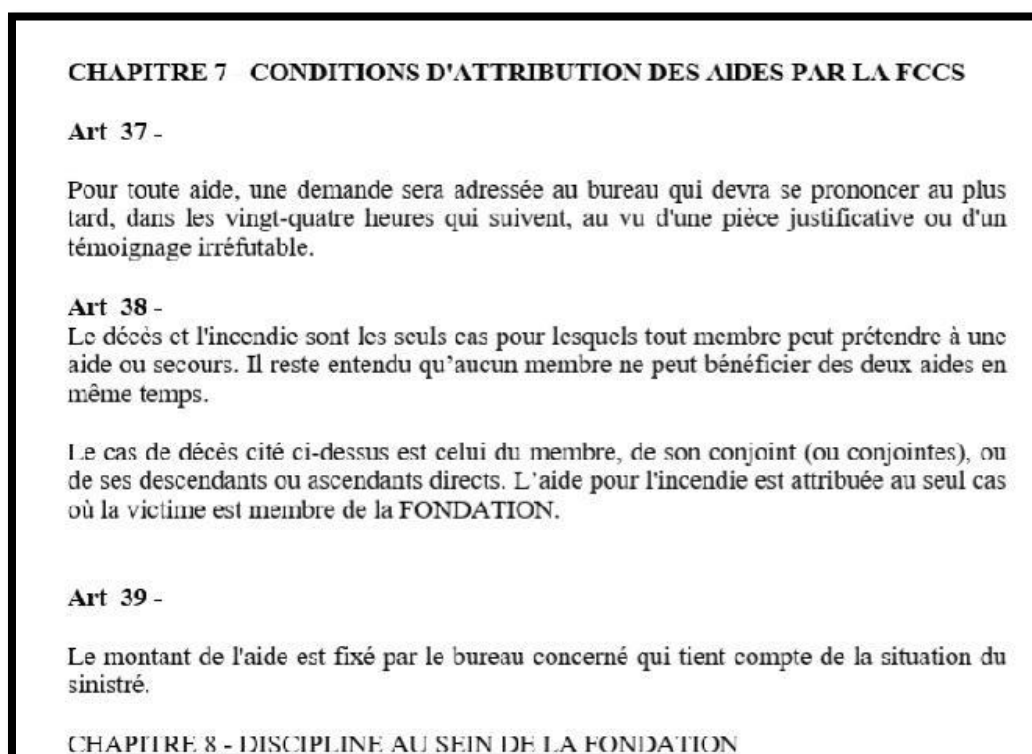 CHAPITRE 7 CONDITIONS D'ATTRIBUTION DES AIDES PAR LA FCCS
Art 37 -
Pour toute aide, une demande sera adressée au bureau qui devra se prononcer au plus
tard, dans les vingt-quatre heures qui suivent, au vu d'une pièce justificative ou d'un
témoignage irréfutable.
Art 38 -
Le décès et l'incendie sont les seuls cas pour lesquels tout membre peut prétendre à une
aide ou secours. Il reste entendu qu'aucun membre ne peut bénéficier des deux aides en
même temps.
Le cas de décès cité ci-dessus est celui du membre, de son conjoint (ou conjointes), ou
de ses descendants ou ascendants directs. L'aide pour l'incendie est attribuée au seul cas
où la victime est membre de la FONDATION.
Art 39 -
Le montant de l'aide est fixé par le bureau concerné qui tient compte de la situation du
sinistré.
CHAPITRE 8 - DISCIPLINE AU SEIN DE LA FONDATION